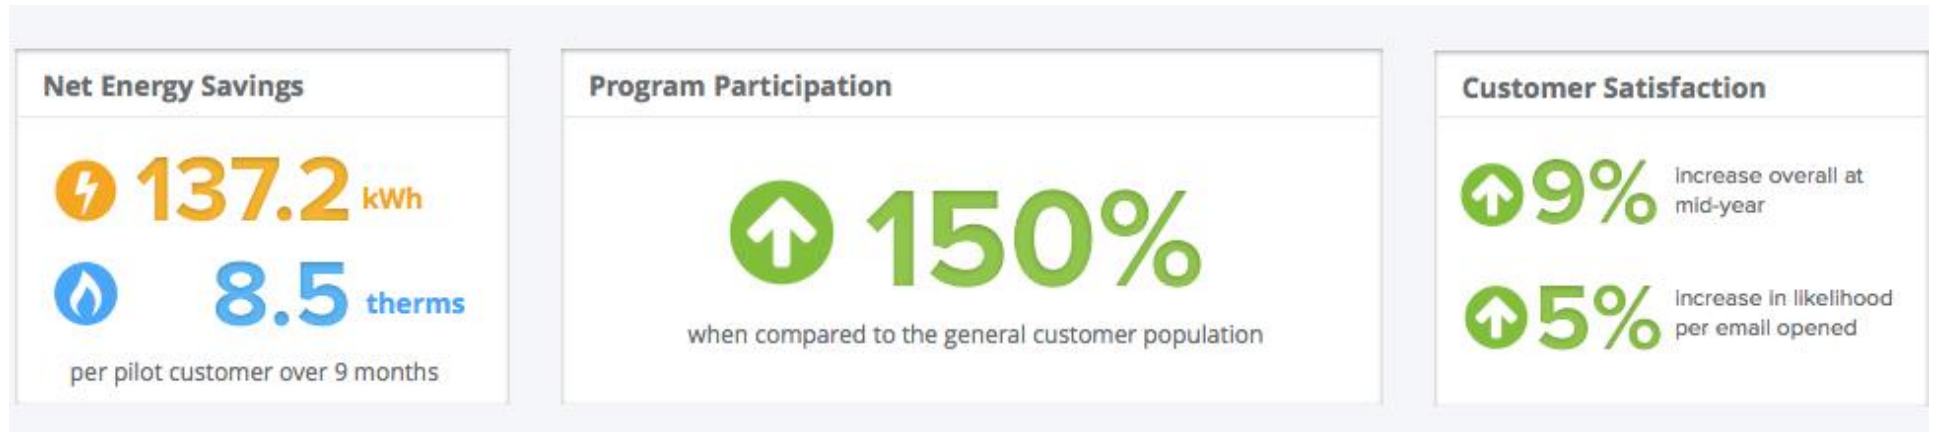 Net Energy Savings
137.2 kWh
8.5 therms
per pilot customer over 9 months
Program Participation
150%
when compared to the general customer population
Customer Satisfaction
9% increase overall at
mid-year
5% increase in likelihood
per email opened